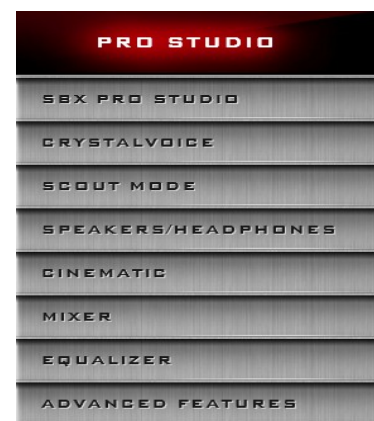 PRO STUDIO
SBX PRO STUDIO
CRYSTALVOICE
SCOUT MODE
SPEAKERS/HEADPHONES
CINEMATIC
MIXER
EQUALIZER
ADVANCED FEATURES